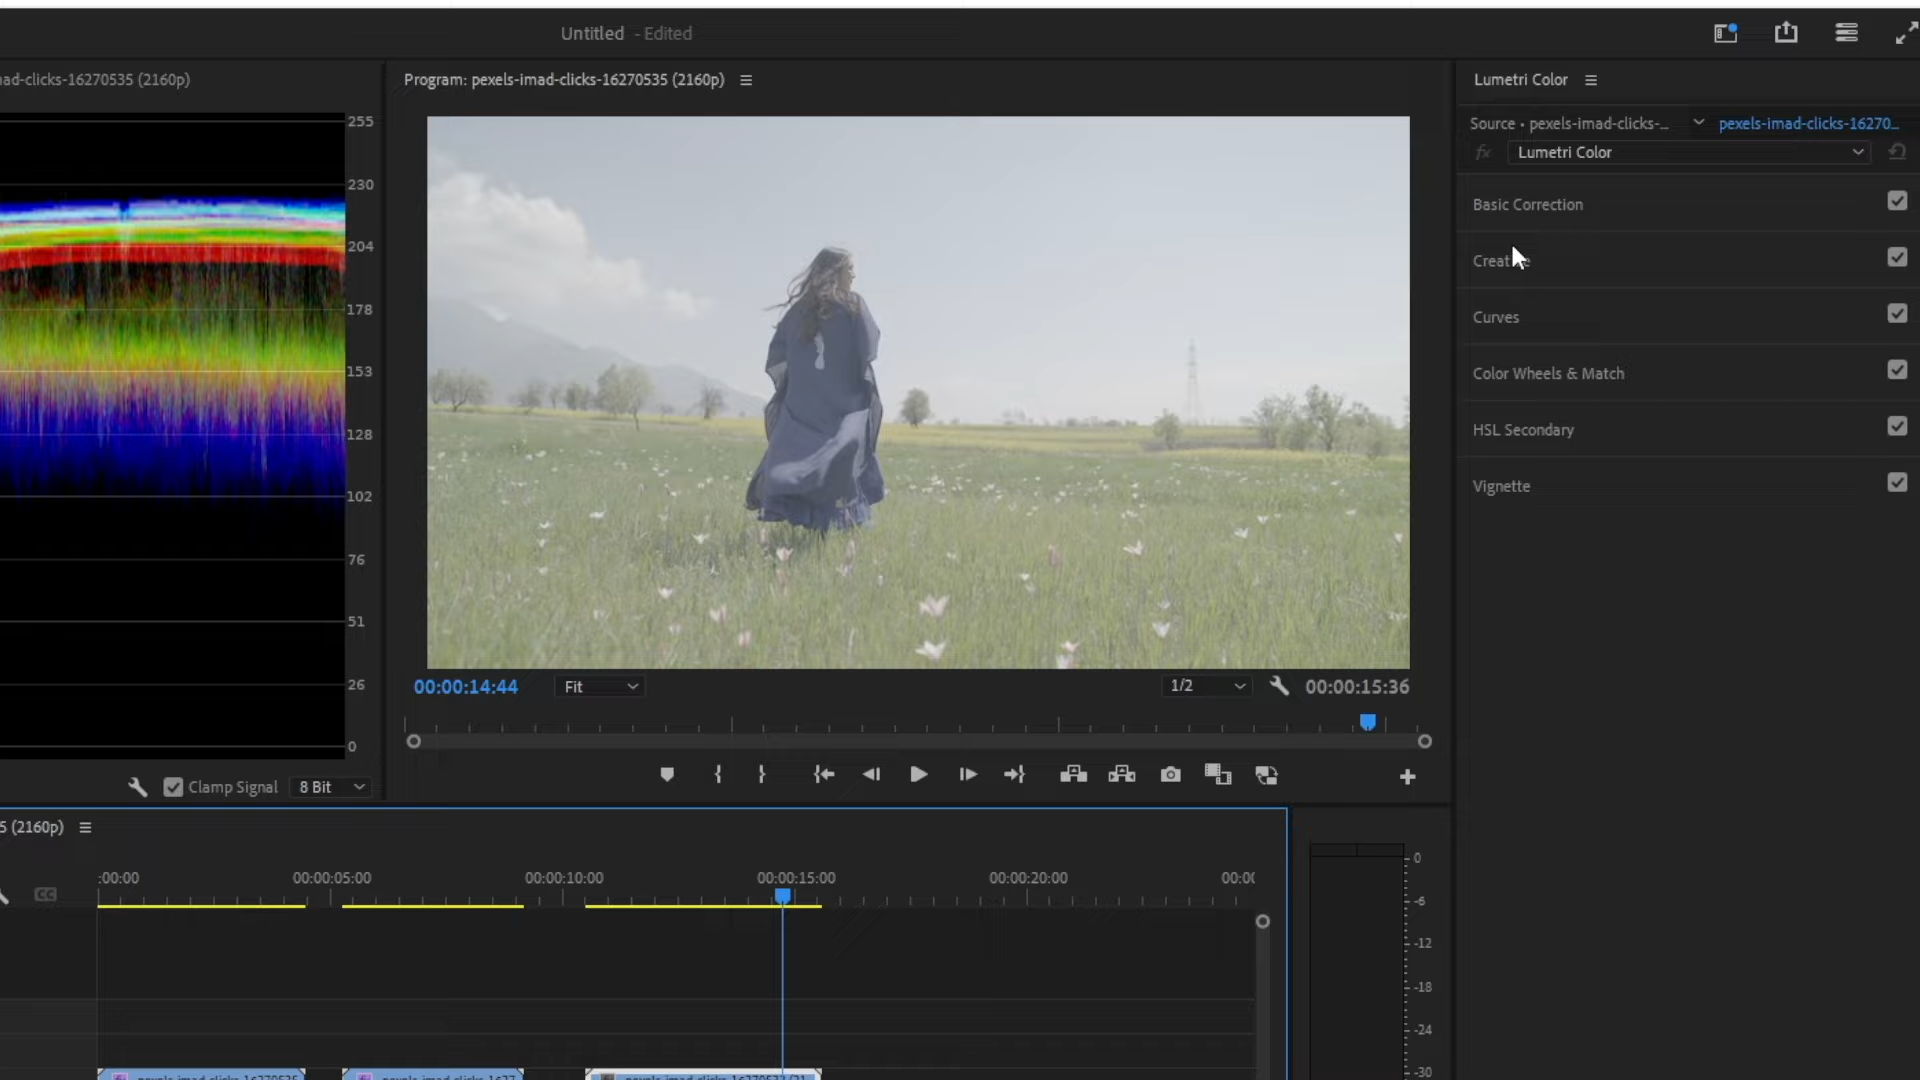 Untitled - Edited
ad-clicks-16270535 (2160p)
Program: pexels-imad-clicks-16270535 (2160p)
Lumetri Color
Source • pexels-imad-clicks-...
pexels-imad-clicks-16270...
fx
Lumetri Color
255
230
204
178
153
128
102
76
51
26
0
Basic Correction
Creative
Curves
Color Wheels & Match
HSL Secondary
Vignette
00:00:14:44
Fit
1/2
00:00:15:36
Clamp Signal
8 Bit
5 (2160p)
CC
:00:00
00:00:05:00
00:00:10:00
00:00:15:00
00:00:20:00
00:00
0
-6
-12
-18
-24
-30